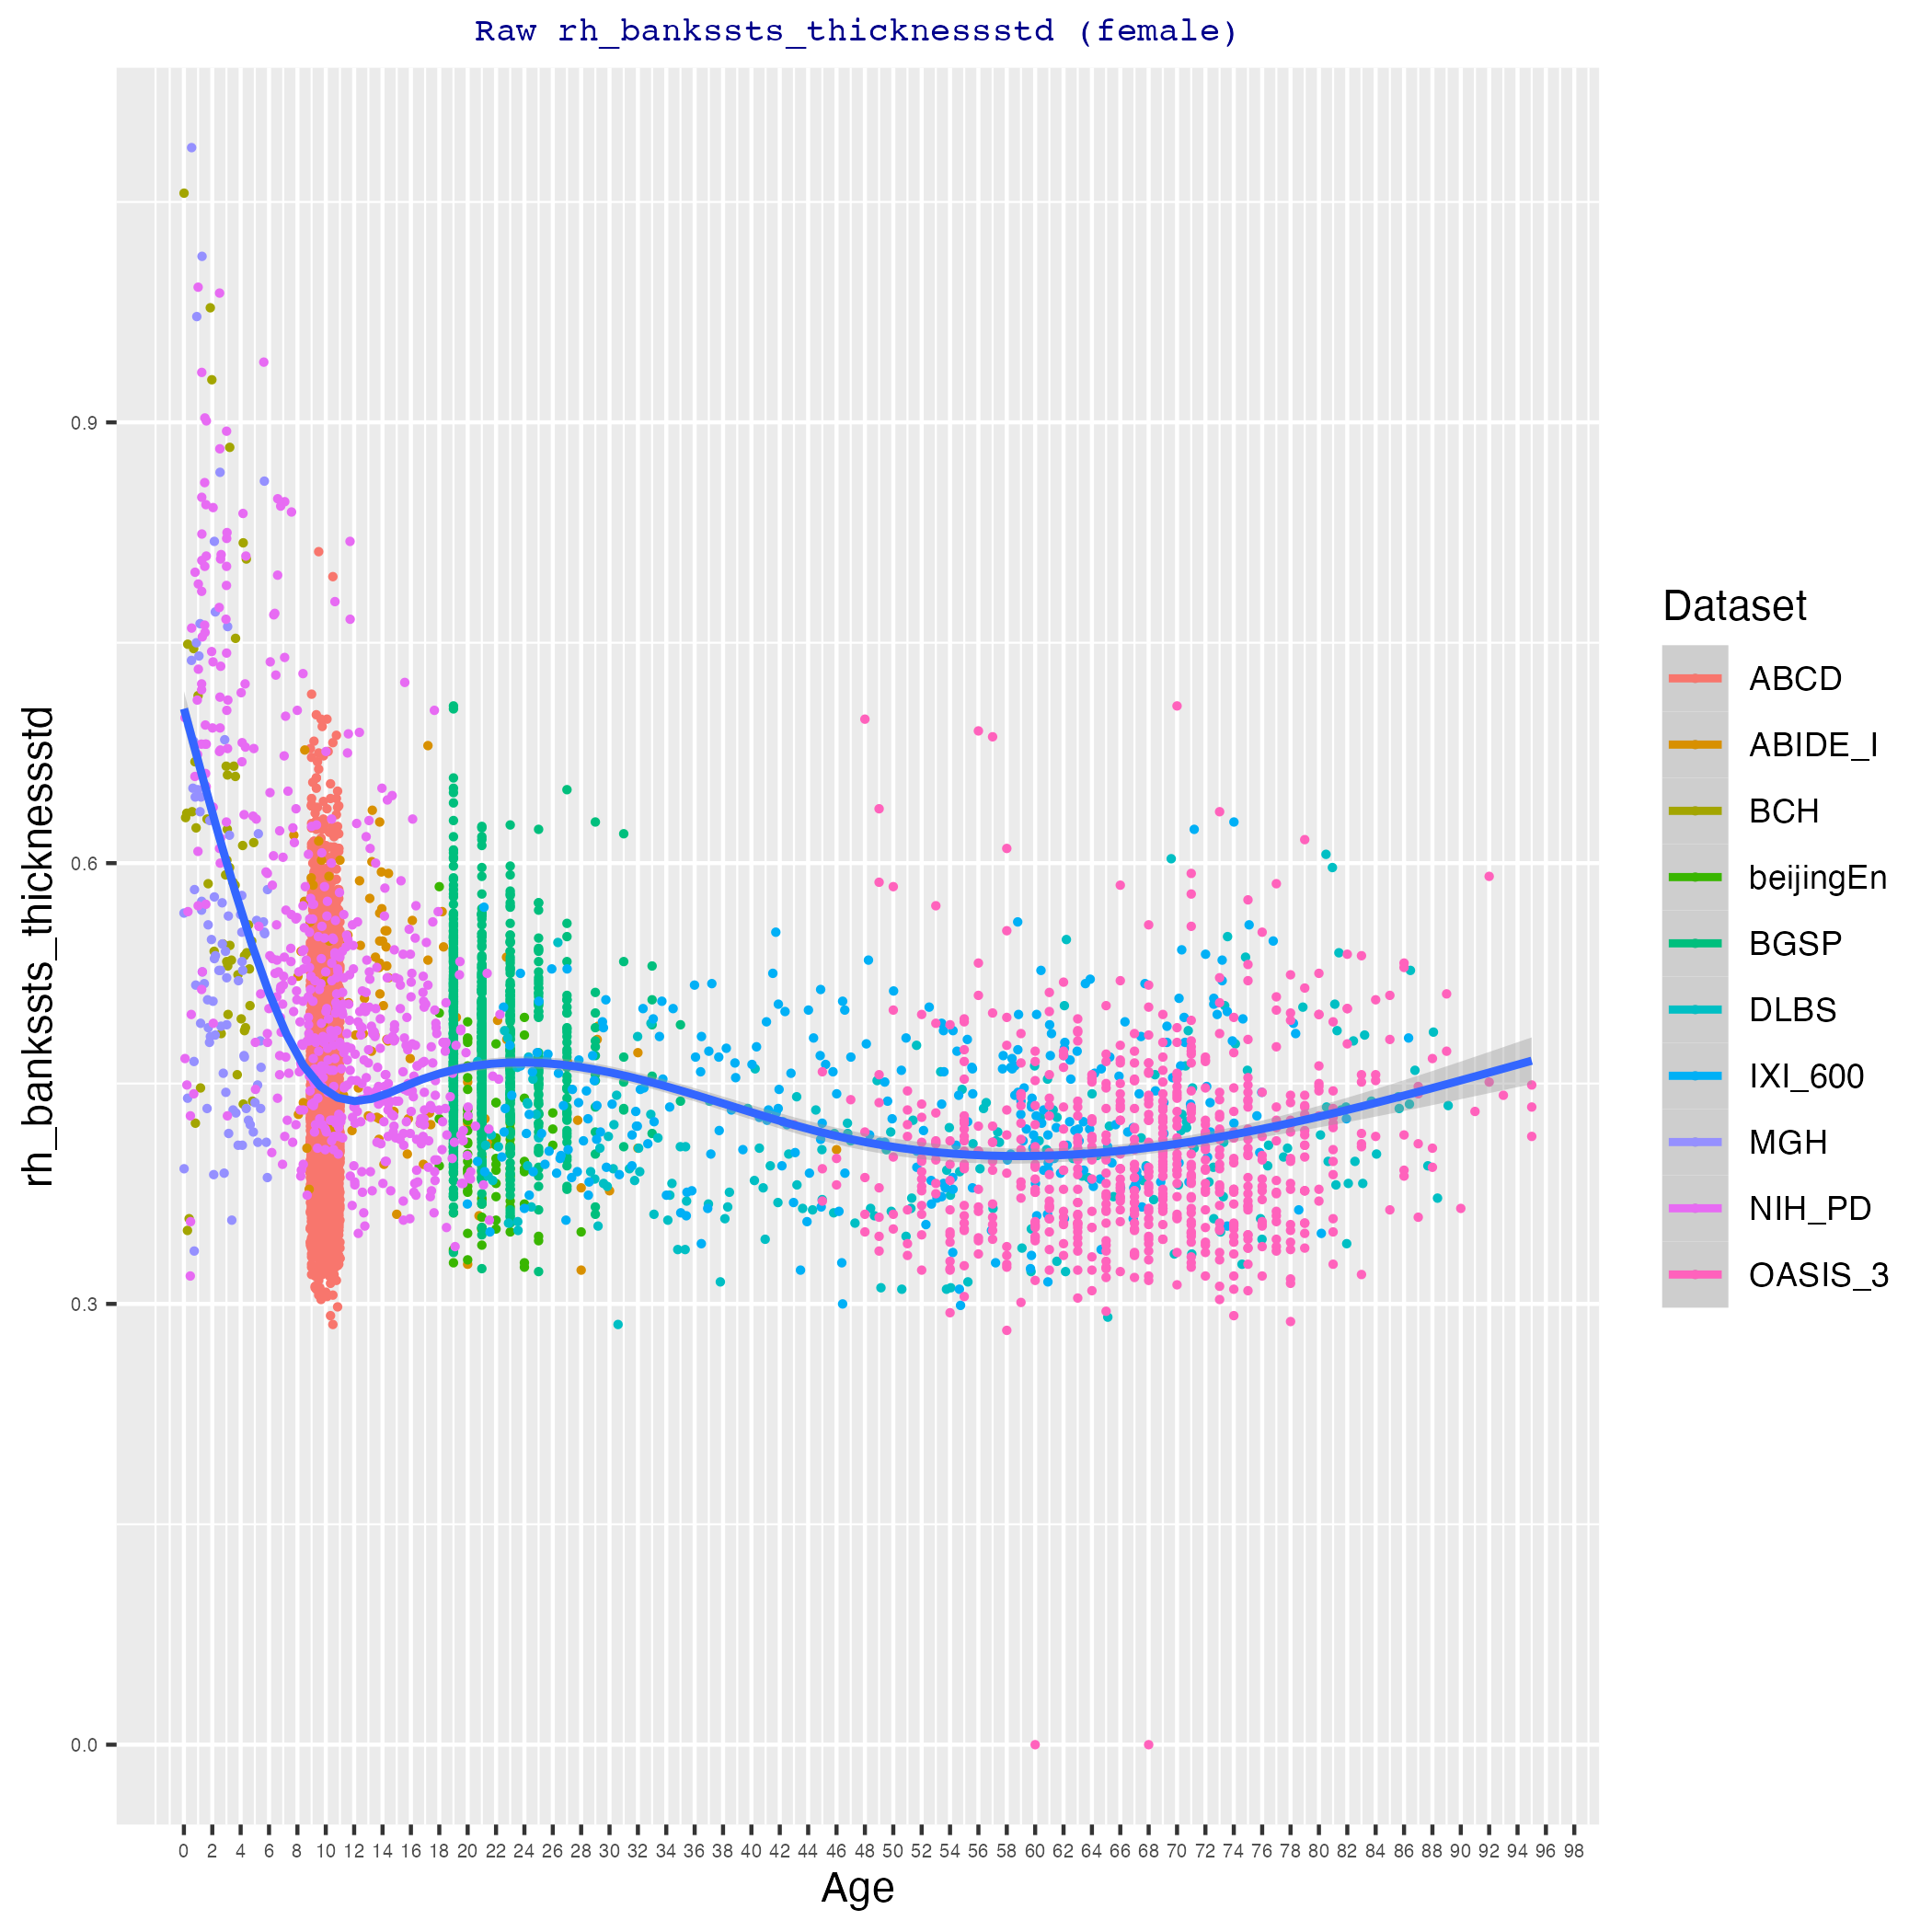 Raw rh_bankssts_thicknessstd (female)
rh_bankssts_thicknessstd
0.9
0.6
0.3
0.0
0 2 4 6 8 10 12 14 16 18 20 22 24 26 28 30 32 34 36 38 40 42 44 46 48 50 52 54 56 58 60 62 64 66 68 70 72 74 76 78 80 82 84 86 88 90 92 94 96 98
Age
Dataset
ABCD
ABIDE_I
BCH
beijingEn
BGSP
DLBS
IXI_600
MGH
NIH_PD
OASIS_3